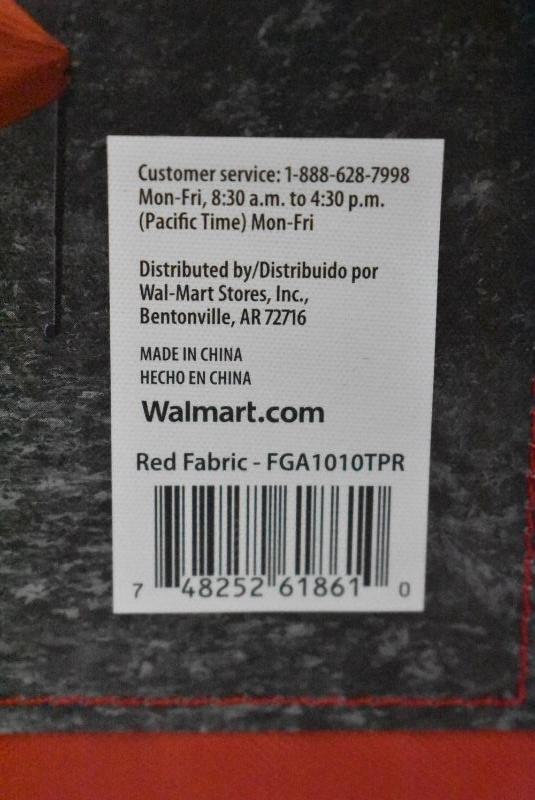 Customer service: 1-888-628-7998
Mon-Fri, 8:30 a.m. to 4:30 p.m.
(Pacific Time) Mon-Fri
Distributed by/Distribuido por
Wal-Mart Stores, Inc.,
Bentonville, AR 72716
MADE IN CHINA
HECHO EN CHINA
Walmart.com
Red Fabric - FGA1010TPR
7 48252 61861 0